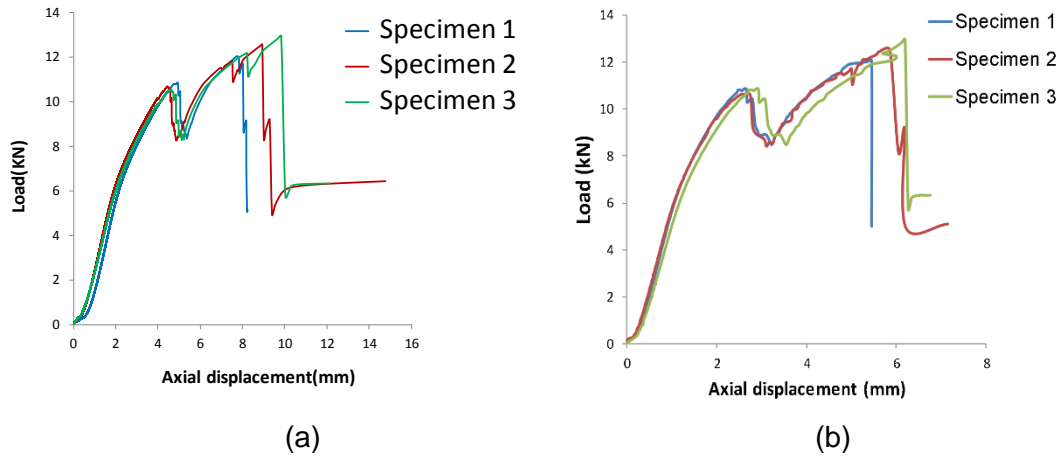 14
12
10
8
6
4
2
0
Load(KN)
0 2 4 6 8 10 12 14 16
Axial displacement(mm)
Specimen 1
Specimen 2
Specimen 3
(a)
14
12
10
8
6
4
2
0
Load (kN)
0 2 4 6 8
Axial displacement (mm)
Specimen 1
Specimen 2
Specimen 3
(b)